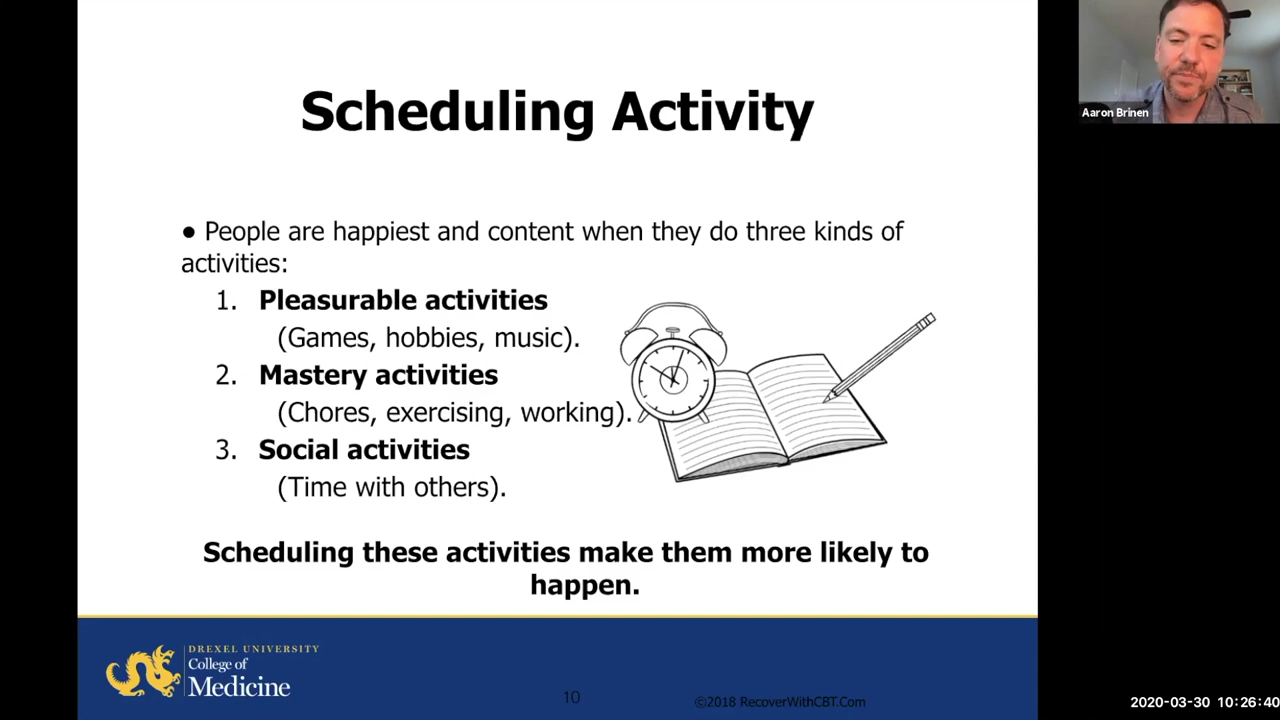 Scheduling Activity
Aaron Brinen
● People are happiest and content when they do three kinds of
activities:
1. Pleasurable activities
(Games, hobbies, music).
2. Mastery activities
(Chores, exercising, working).
3. Social activities
(Time with others).
Scheduling these activities make them more likely to
happen.
DREXEL UNIVERSITY
College of
Medicine
10
©2018 RecoverWithCBT.Com
2020-03-30 10:26:40